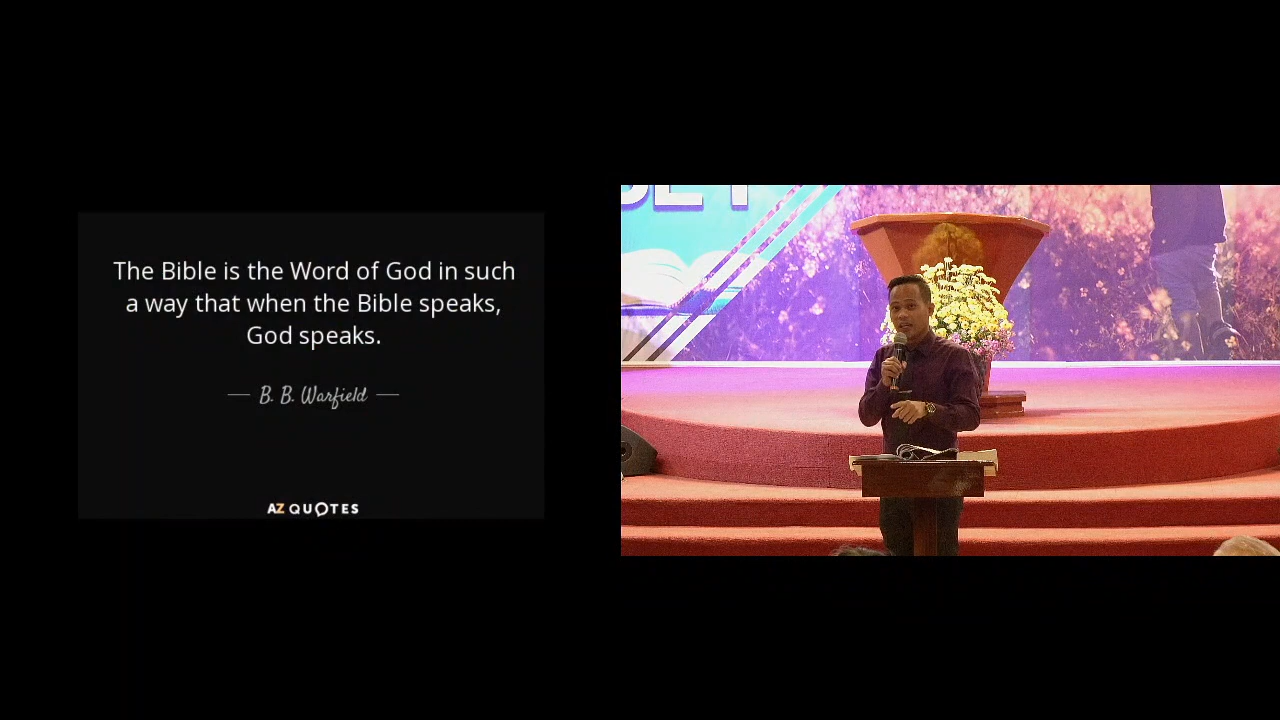 The Bible is the Word of God in such
a way that when the Bible speaks,
God speaks.
B. B. Warfield
AZ QUOTES